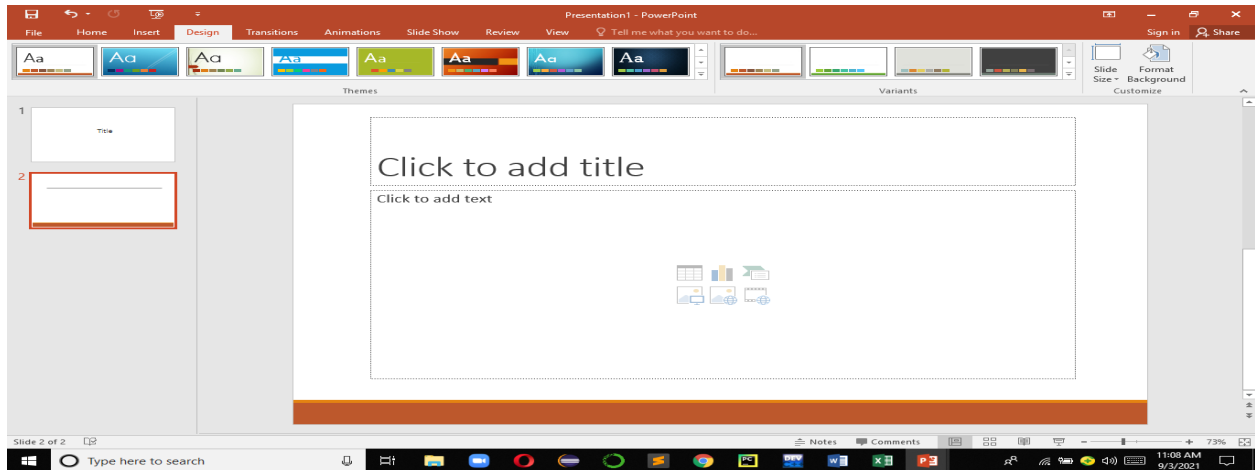 Presentation1 - PowerPoint
File Home Insert Design Transitions Animations Slide Show Review View Tell me what you want to do... Sign in Share
Aa Aa Aa Aa Aa Aa Aa Aa
Slide Size Format Background
Themes Variants Customize
1
Title
2
Click to add title
Click to add text
Slide 2 of 2 Notes Comments 73%
Type here to search
PC DEV W X P
11:08 AM
9/3/2021